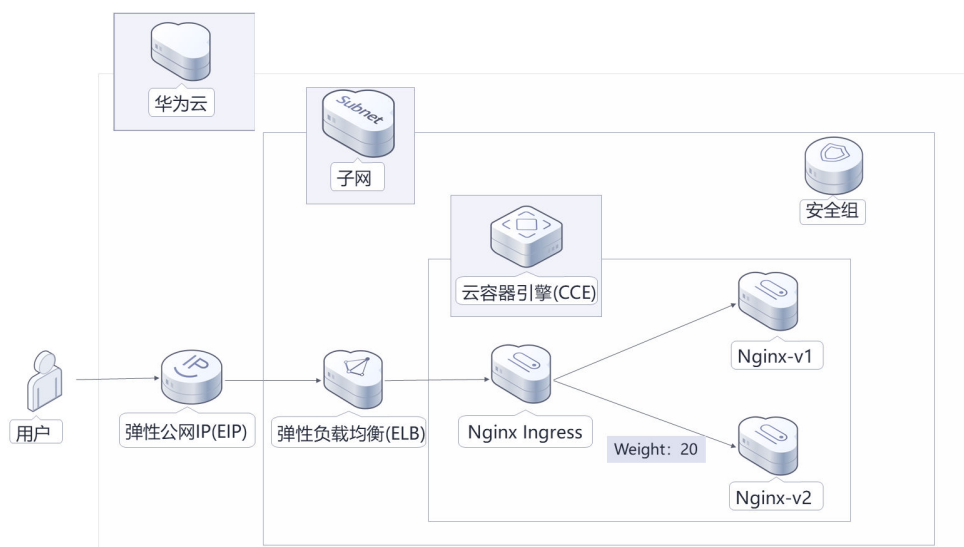 华为云
Subnet
子网
安全组
云容器引擎(CCE)
Nginx-v1
用户
弹性公网IP(EIP)
IP
弹性负载均衡(ELB)
Nginx Ingress
Weight：20
Nginx-v2